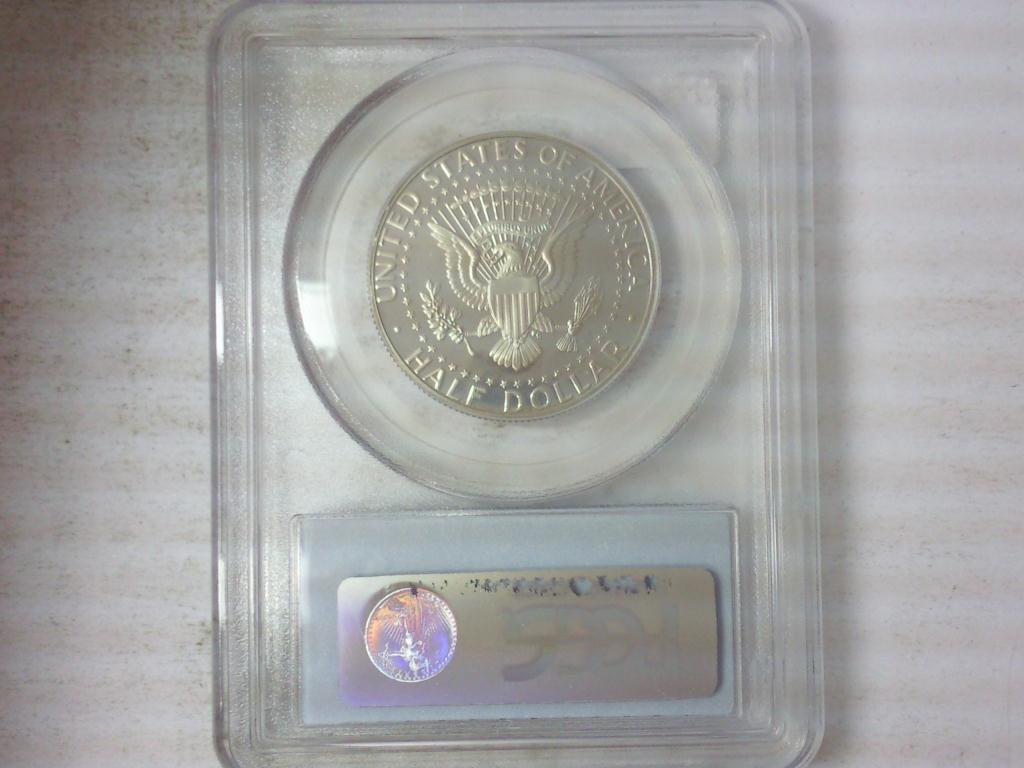 UNITED STATES OF AMERICA
HALF DOLLAR